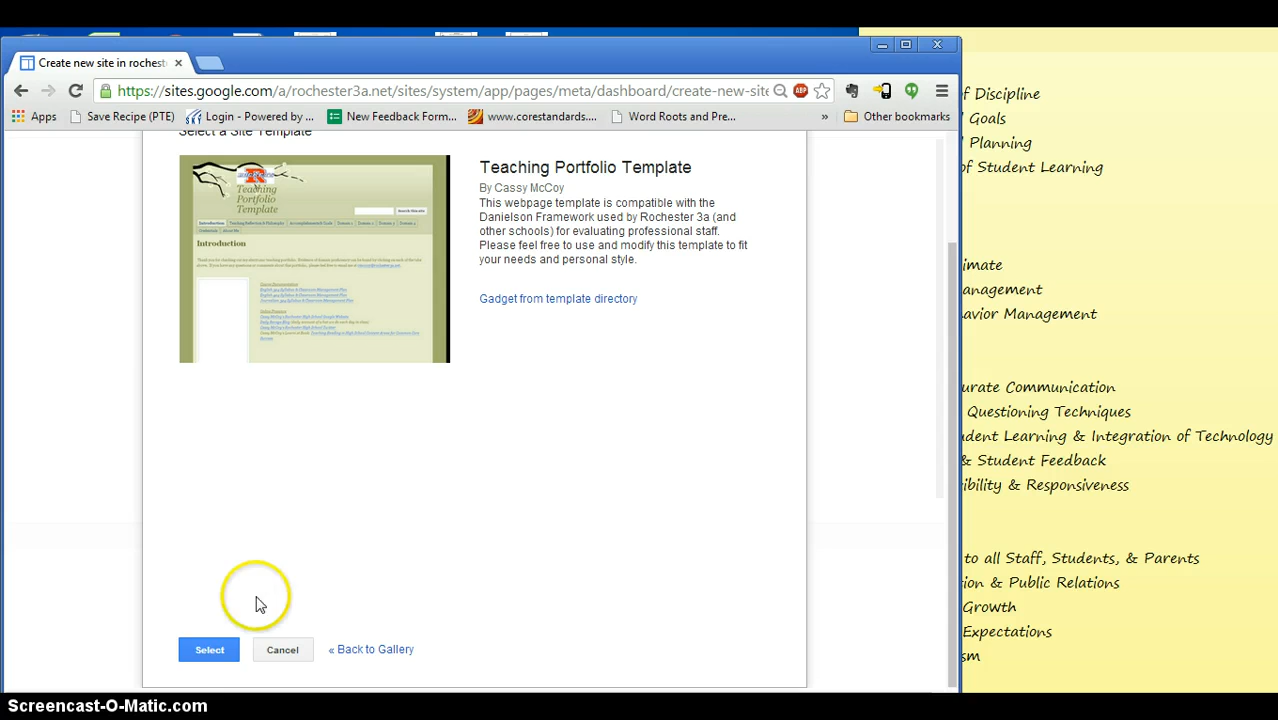 Create new site in rochest
https://sites.google.com/a/rochester3a.net/sites/system/app/pages/meta/dashboard/create-new-site
Apps
Save Recipe (PTE)
Login - Powered by ...
New Feedback Form...
www.corestandards....
Word Roots and Pre...
»
Other bookmarks
Select a Site Template
Teaching
Portfolio
Template
Search this site
Introduction
Teaching Portfolio Template
By Cassy McCoy
This webpage template is compatible with the
Danielson Framework used by Rochester 3a (and
other schools) for evaluating professional staff.
Please feel free to use and modify this template to fit
your needs and personal style.
Gadget from template directory
Select
Cancel
« Back to Gallery
of Discipline
Goals
Planning
of Student Learning
imate
anagement
avior Management
urate Communication
Questioning Techniques
udent Learning & Integration of Technology
& Student Feedback
ibility & Responsiveness
to all Staff, Students, & Parents
ion & Public Relations
Growth
Expectations
sm
Screencast-O-Matic.com